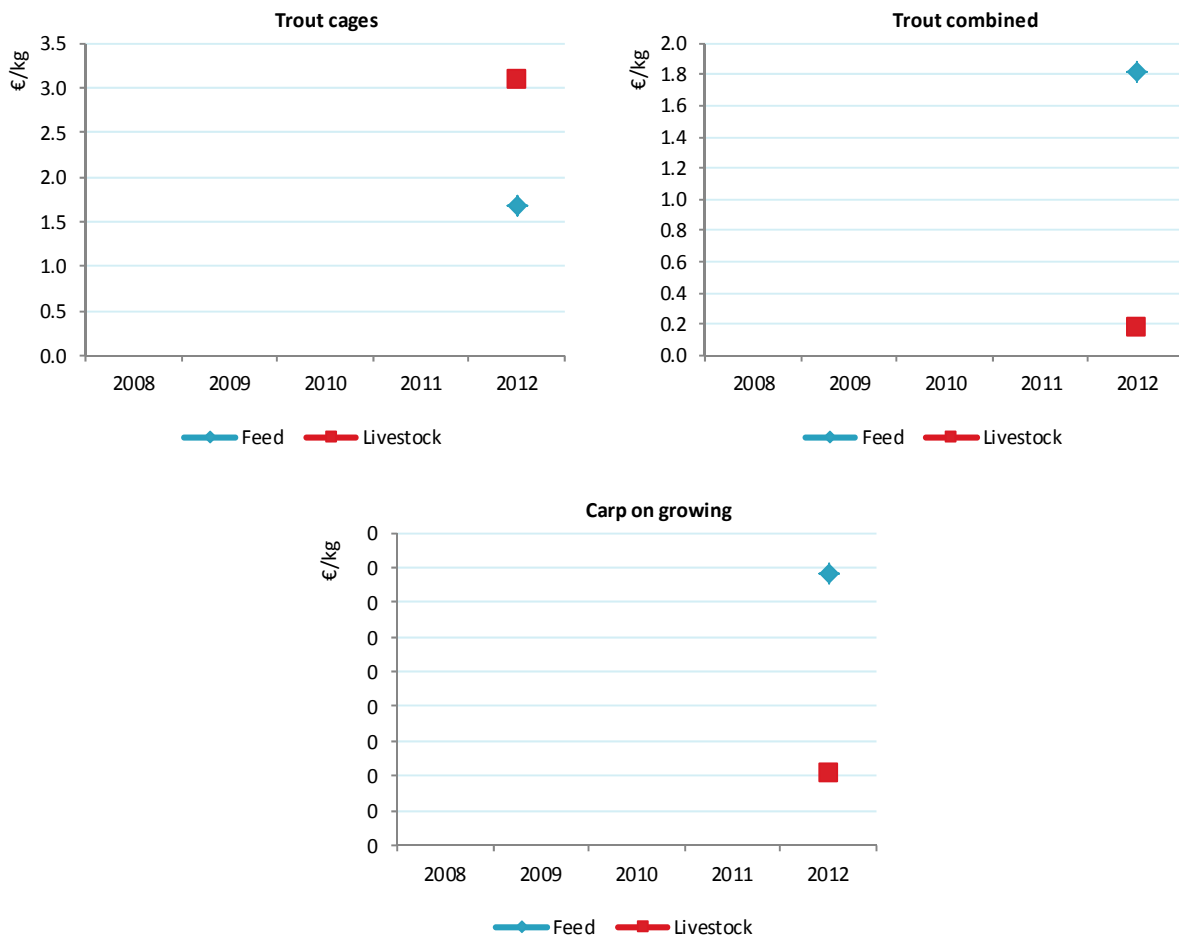 Trout cages
€/kg
3.5
3.0
2.5
2.0
1.5
1.0
0.5
0.0
2008 2009 2010 2011 2012
Feed Livestock
Trout combined
€/kg
2.0
1.8
1.6
1.4
1.2
1.0
0.8
0.6
0.4
0.2
0.0
2008 2009 2010 2011 2012
Feed Livestock
Carp on growing
€/kg
0
0
0
0
0
0
0
0
0
0
2008 2009 2010 2011 2012
Feed Livestock